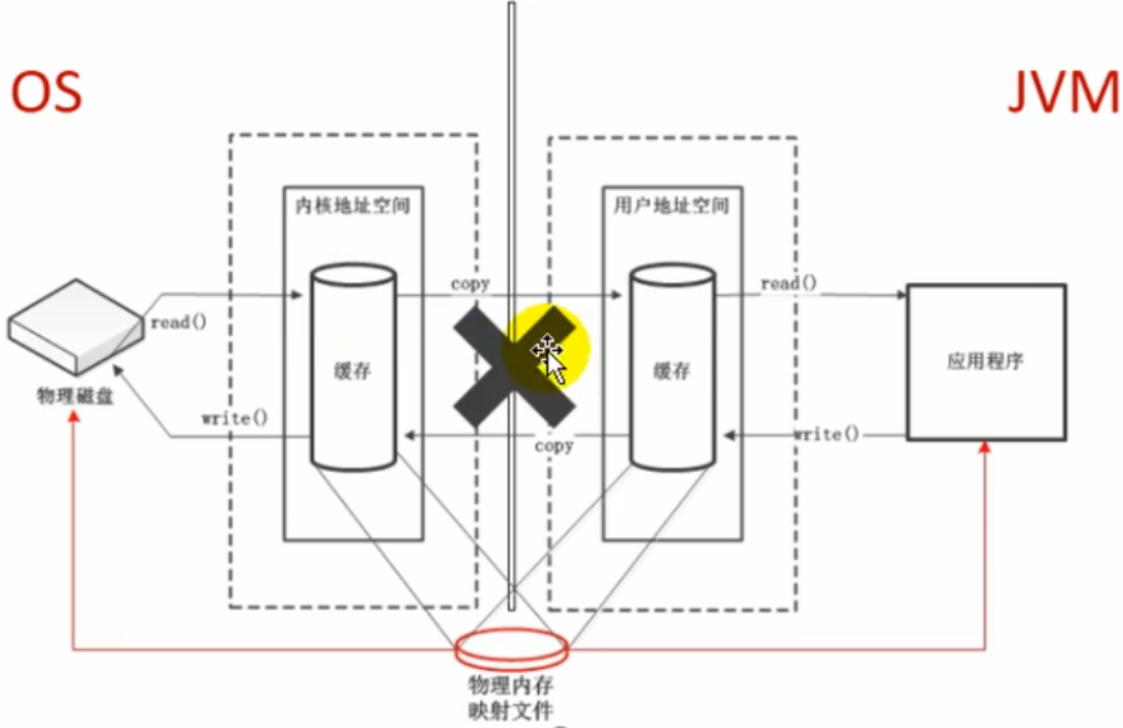 OS
JVM
内核地址空间
用户地址空间
copy
read()
read()
物理磁盘
缓存
缓存
应用程序
write()
copy
write()
物理内存
映射文件